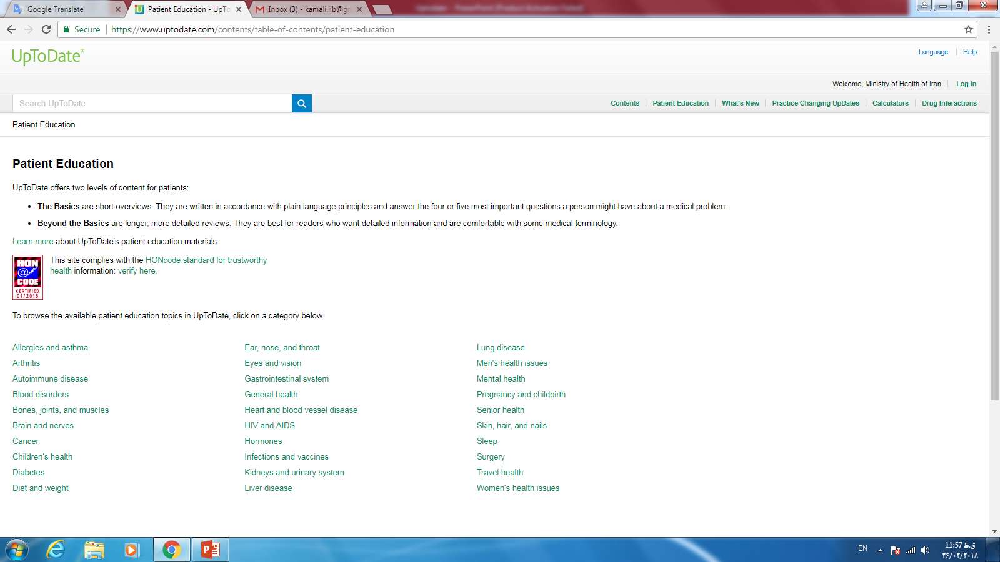 Google Translate
Patient Education - UpTo
Inbox (3) - kamali.lib@g
Secure https://www.uptodate.com/contents/table-of-contents/patient-education
UpToDate®
Language Help
Welcome, Ministry of Health of Iran Log In
Search UpToDate
Contents Patient Education What's New Practice Changing UpDates Calculators Drug Interactions
Patient Education
Patient Education
UpToDate offers two levels of content for patients:
• The Basics are short overviews. They are written in accordance with plain language principles and answer the four or five most important questions a person might have about a medical problem.
• Beyond the Basics are longer, more detailed reviews. They are best for readers who want detailed information and are comfortable with some medical terminology.
Learn more about UpToDate's patient education materials.
HON
@
CODE
CERTIFIED
01/2018
This site complies with the HONcode standard for trustworthy
health information: verify here.
To browse the available patient education topics in UpToDate, click on a category below.
Allergies and asthma
Arthritis
Autoimmune disease
Blood disorders
Bones, joints, and muscles
Brain and nerves
Cancer
Children's health
Diabetes
Diet and weight
Ear, nose, and throat
Eyes and vision
Gastrointestinal system
General health
Heart and blood vessel disease
HIV and AIDS
Hormones
Infections and vaccines
Kidneys and urinary system
Liver disease
Lung disease
Men's health issues
Mental health
Pregnancy and childbirth
Senior health
Skin, hair, and nails
Sleep
Surgery
Travel health
Women's health issues
EN
11:57 ق.ظ
۲۶/۰۲/۲۰۱۸